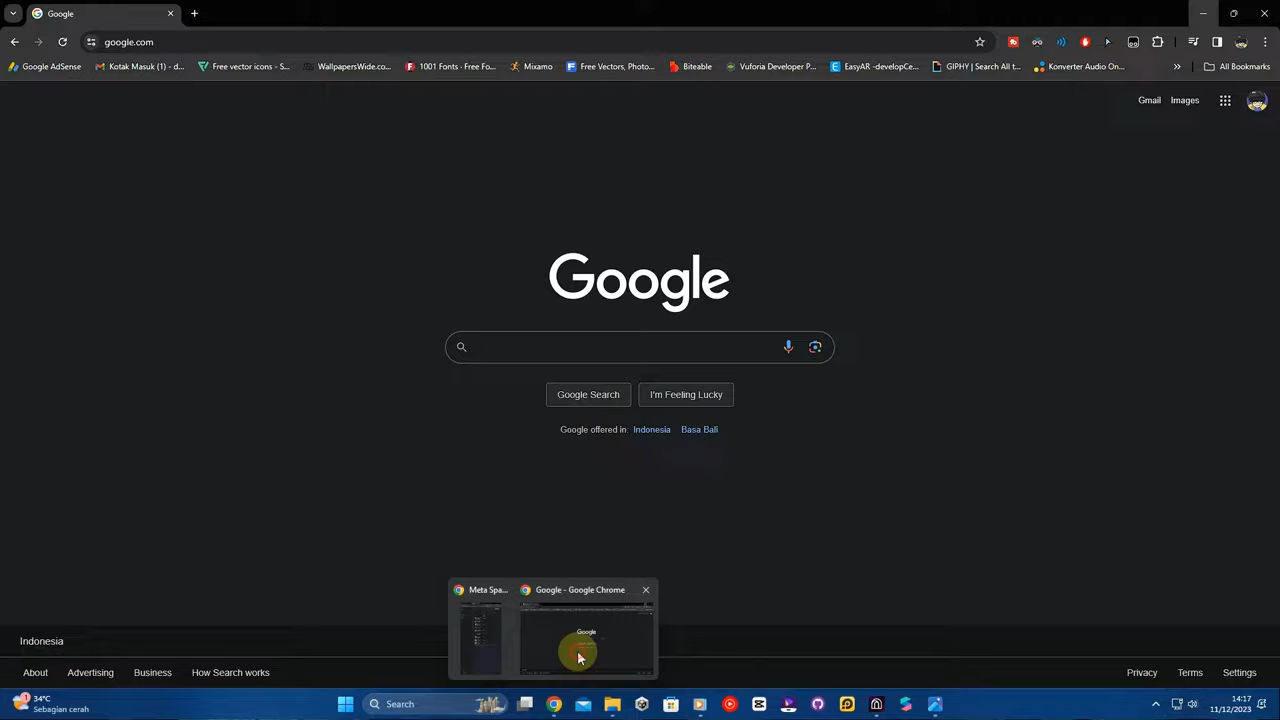 Google
google.com
Google AdSense
Kotak Masuk (1) - d...
Free vector icons - S...
WallpapersWide.co...
1001 Fonts · Free Fo...
Mixamo
Free Vectors, Photo...
Biteable
Vuforia Developer P...
EasyAR -developCe...
GIPHY | Search All t...
Konverter Audio On...
All Bookmarks
Gmail
Images
Google
Google Search
I'm Feeling Lucky
Google offered in: Indonesia Basa Bali
Meta Spa...
Google - Google Chrome
Google
Indonesia
About
Advertising
Business
How Search works
Privacy
Terms
Settings
1
34°C
Sebagian cerah
Search
14:17
11/12/2023